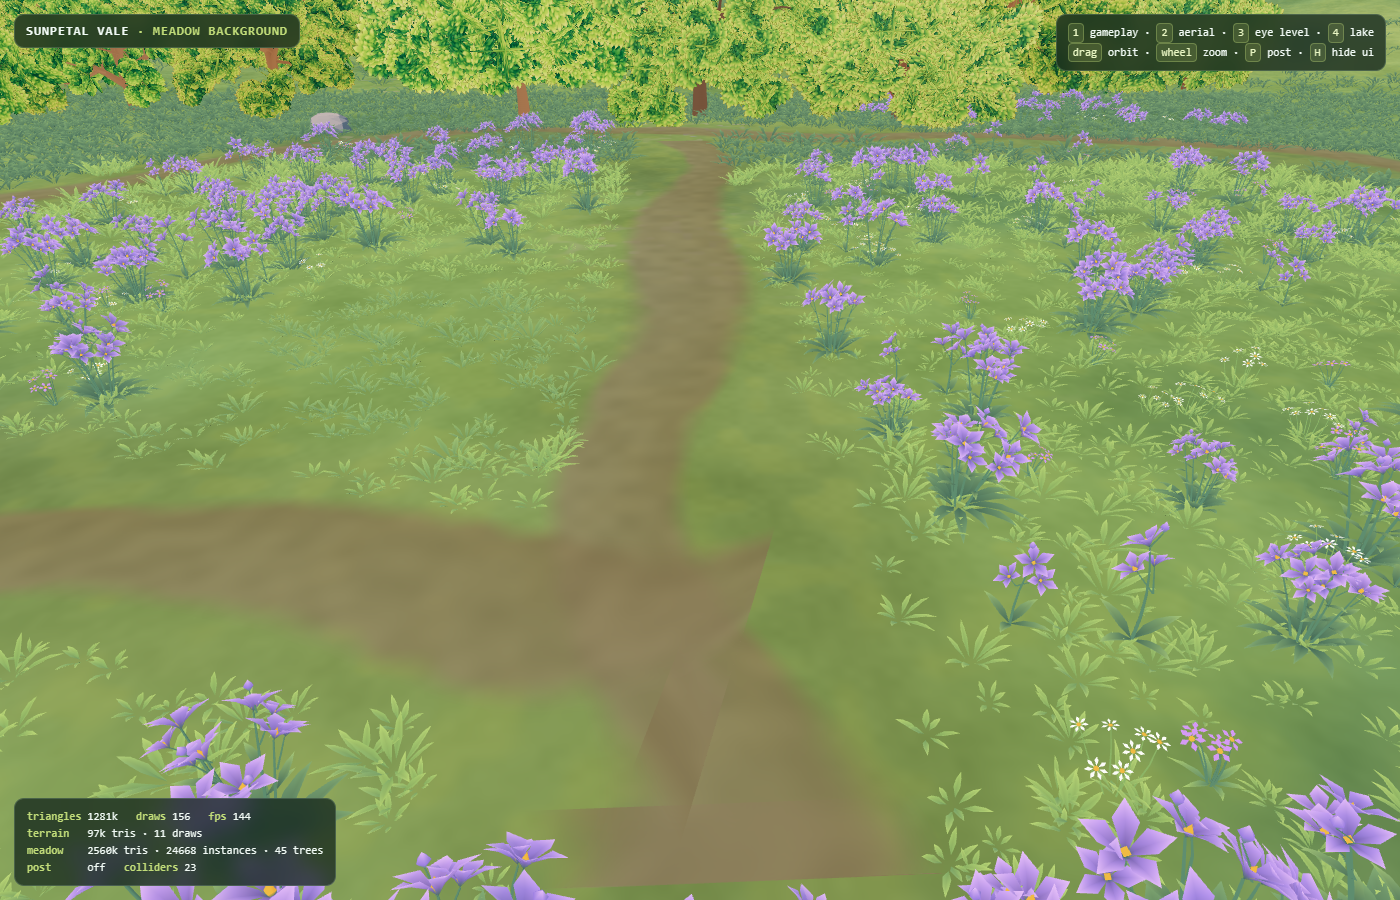 SUNPETAL VALE · MEADOW BACKGROUND
1 gameplay · 2 aerial · 3 eye level · 4 lake
drag orbit · wheel zoom · P post · H hide ui
triangles 1281k draws 156 fps 144
terrain 97k tris · 11 draws
meadow 2560k tris · 24668 instances · 45 trees
post off colliders 23